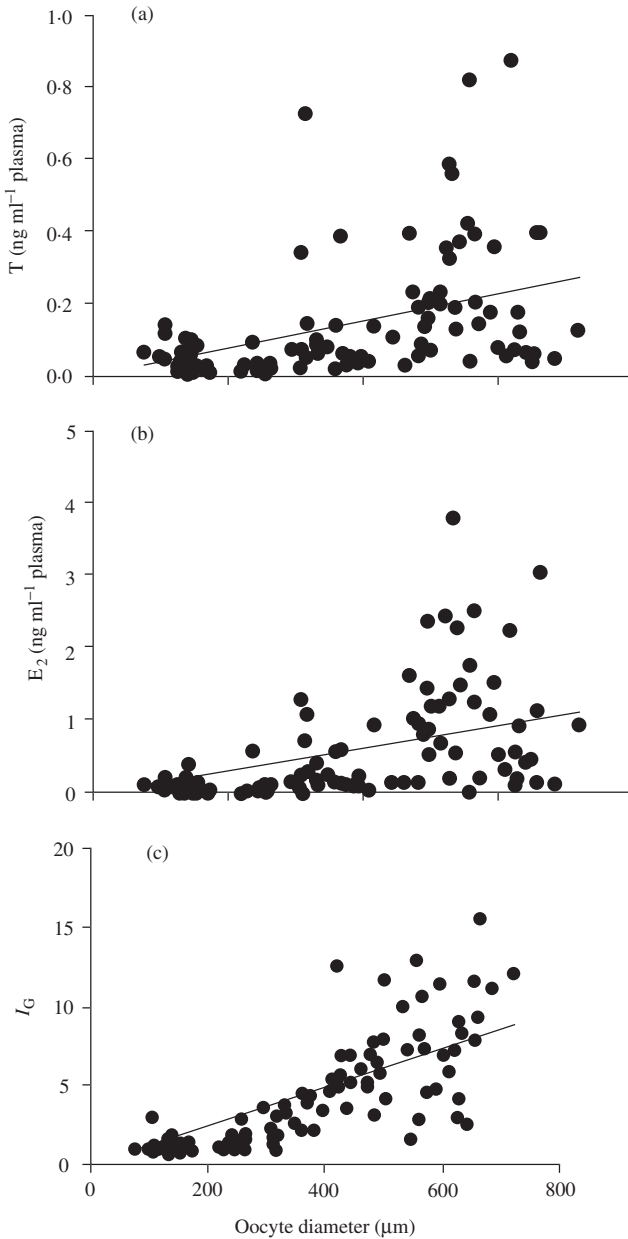 (a)
1·0
0·8
0·6
0·4
0·2
0·0
T (ng ml⁻¹ plasma)
(b)
5
4
3
2
1
0
E₂ (ng ml⁻¹ plasma)
(c)
20
15
10
5
0
I_G
0 200 400 600 800
Oocyte diameter (μm)